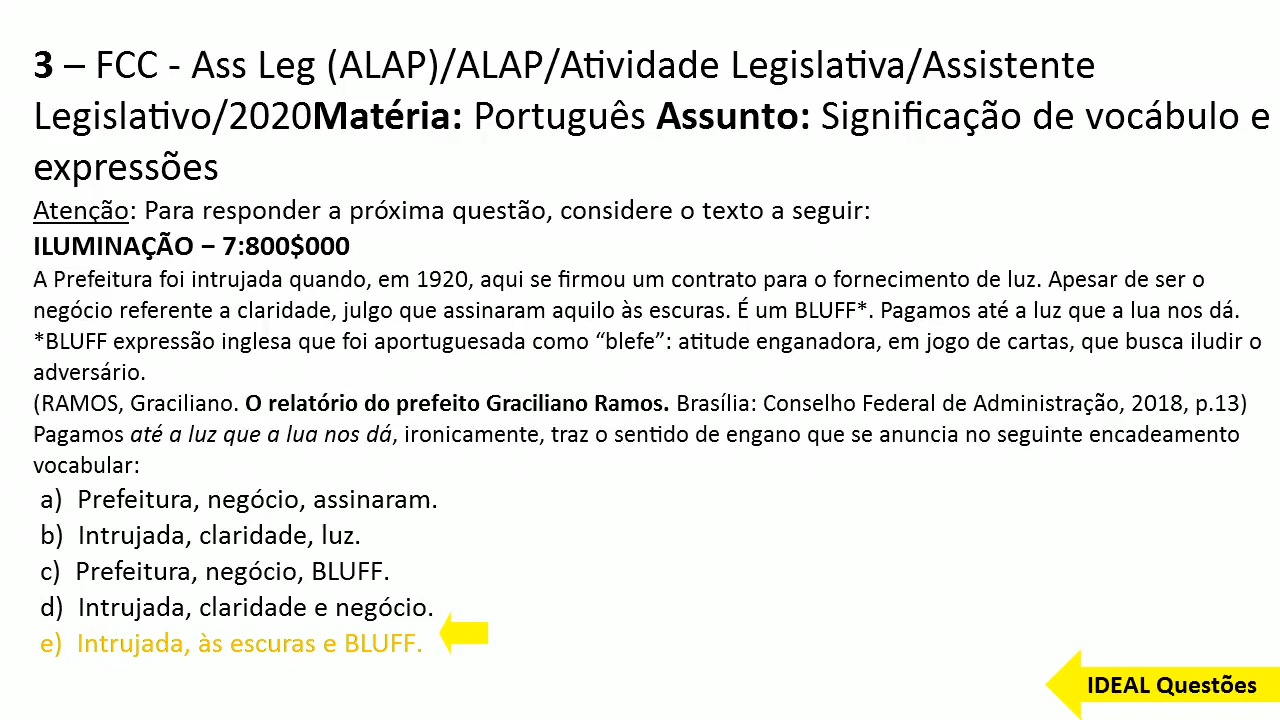 3 – FCC - Ass Leg (ALAP)/ALAP/Atividade Legislativa/Assistente
Legislativo/2020Matéria: Português Assunto: Significação de vocábulo e
expressões
Atenção: Para responder a próxima questão, considere o texto a seguir:
ILUMINAÇÃO − 7:800$000
A Prefeitura foi intrujada quando, em 1920, aqui se firmou um contrato para o fornecimento de luz. Apesar de ser o
negócio referente a claridade, julgo que assinaram aquilo às escuras. É um BLUFF*. Pagamos até a luz que a lua nos dá.
*BLUFF expressão inglesa que foi aportuguesada como “blefe”: atitude enganadora, em jogo de cartas, que busca iludir o
adversário.
(RAMOS, Graciliano. O relatório do prefeito Graciliano Ramos. Brasília: Conselho Federal de Administração, 2018, p.13)
Pagamos até a luz que a lua nos dá, ironicamente, traz o sentido de engano que se anuncia no seguinte encadeamento
vocabular:
a) Prefeitura, negócio, assinaram.
b) Intrujada, claridade, luz.
c) Prefeitura, negócio, BLUFF.
d) Intrujada, claridade e negócio.
e) Intrujada, às escuras e BLUFF.
IDEAL Questões